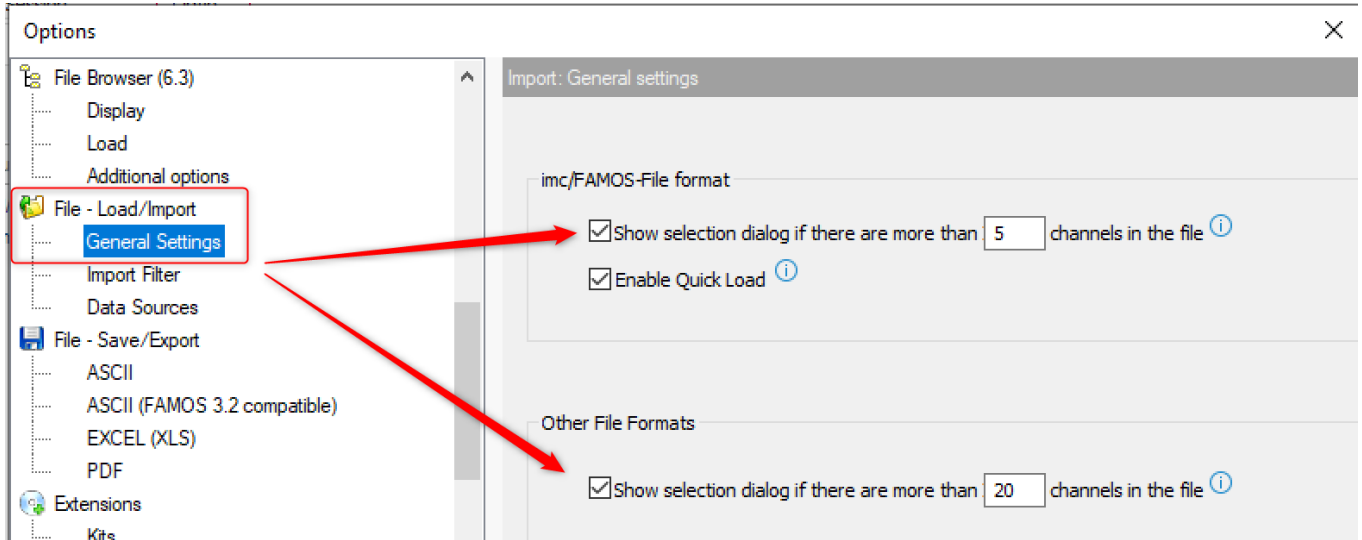 Options
File Browser (6.3)
Display
Load
Additional options
File - Load/Import
General Settings
Import Filter
Data Sources
File - Save/Export
ASCII
ASCII (FAMOS 3.2 compatible)
EXCEL (XLS)
PDF
Extensions
Kits
Import: General settings
imc/FAMOS-File format
Show selection dialog if there are more than 5 channels in the file
Enable Quick Load
Other File Formats
Show selection dialog if there are more than 20 channels in the file